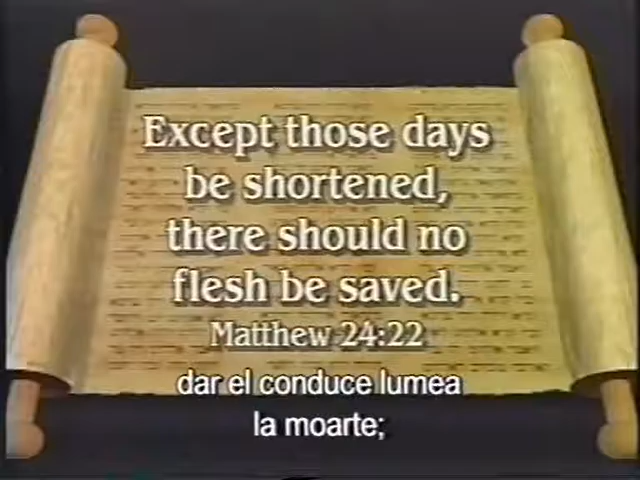 Except those days
be shortened,
there should no
flesh be saved.
Matthew 24:22
dar el conduce lumea
la moarte;